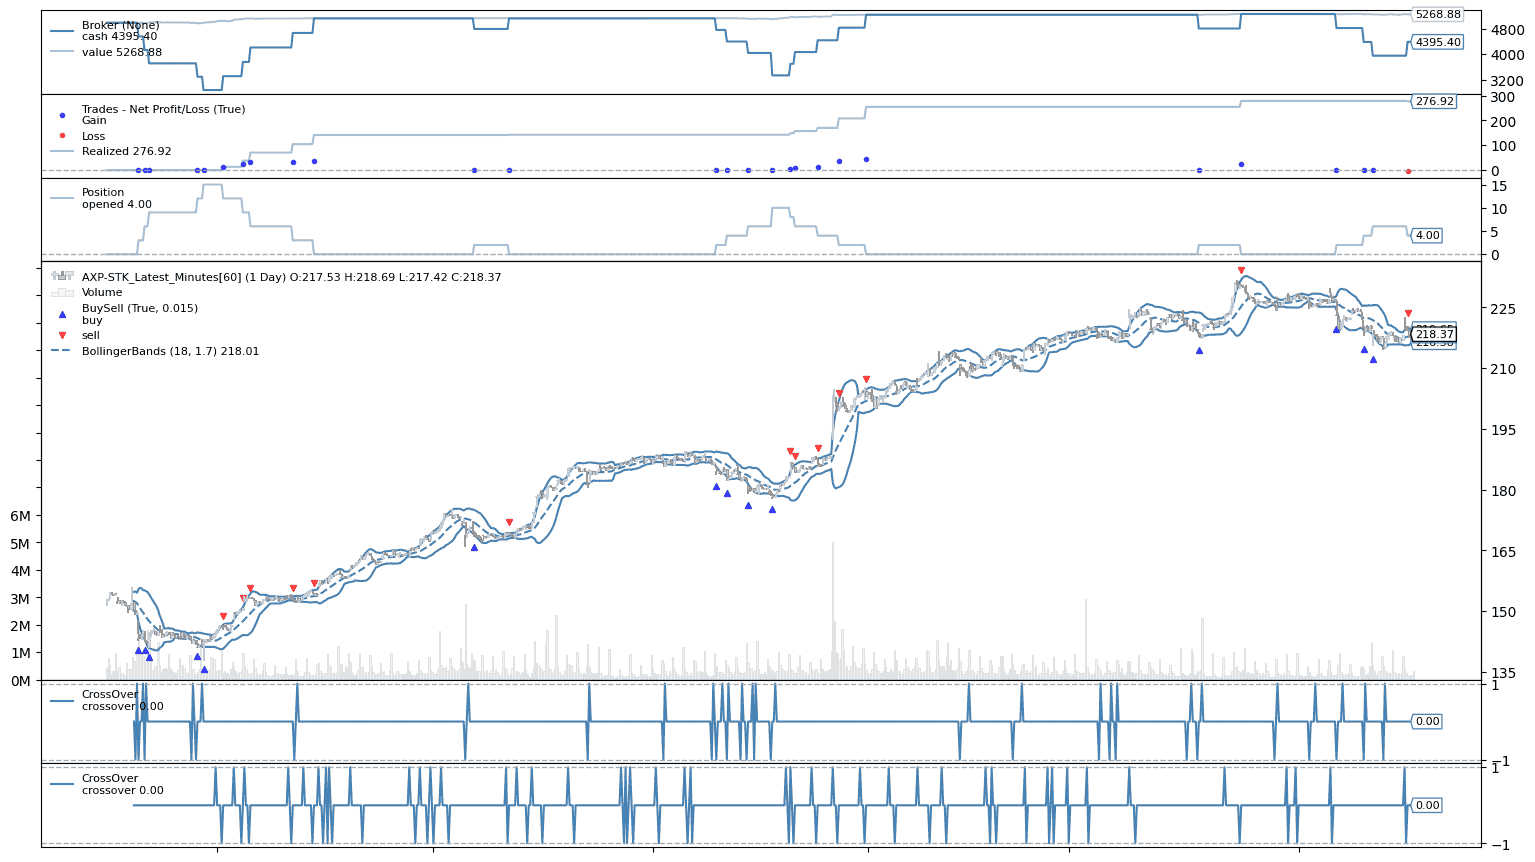 Broker (None)
cash 4395.40
value 5268.88
5268.88
4800
4395.40
4000
3200
Trades - Net Profit/Loss (True)
Gain
Loss
Realized 276.92
300
276.92
200
100
0
Position
opened 4.00
15
10
5
4.00
0
AXP-STK_Latest_Minutes[60] (1 Day) O:217.53 H:218.69 L:217.42 C:218.37
Volume
BuySell (True, 0.015)
buy
sell
BollingerBands (18, 1.7) 218.01
225
218.37
210
195
180
165
150
135
6M
5M
4M
3M
2M
1M
0M
CrossOver
crossover 0.00
1
0.00
−1
CrossOver
crossover 0.00
1
0.00
−1